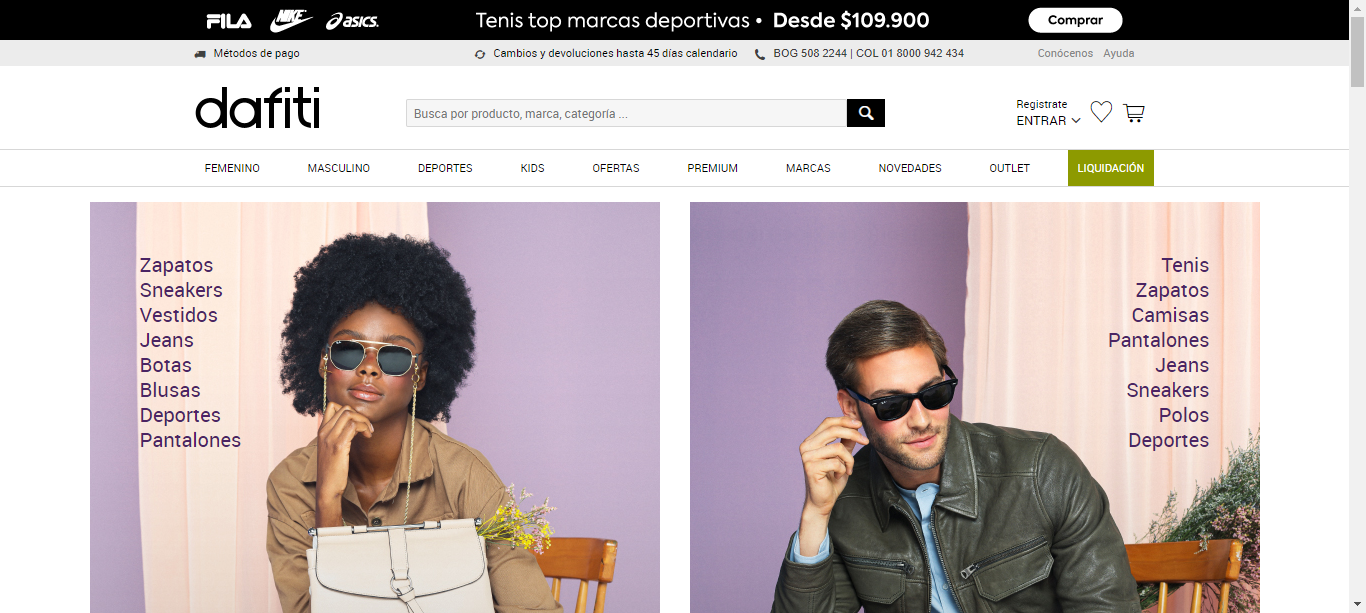 FILA NIKE asics. Tenis top marcas deportivas • Desde $109.900 Comprar
Métodos de pago Cambios y devoluciones hasta 45 días calendario BOG 508 2244 | COL 01 8000 942 434 Conócenos Ayuda
dafiti
Busca por producto, marca, categoría ...
Registrate
ENTRAR
FEMENINO MASCULINO DEPORTES KIDS OFERTAS PREMIUM MARCAS NOVEDADES OUTLET LIQUIDACIÓN
Zapatos
Sneakers
Vestidos
Jeans
Botas
Blusas
Deportes
Pantalones
Tenis
Zapatos
Camisas
Pantalones
Jeans
Sneakers
Polos
Deportes